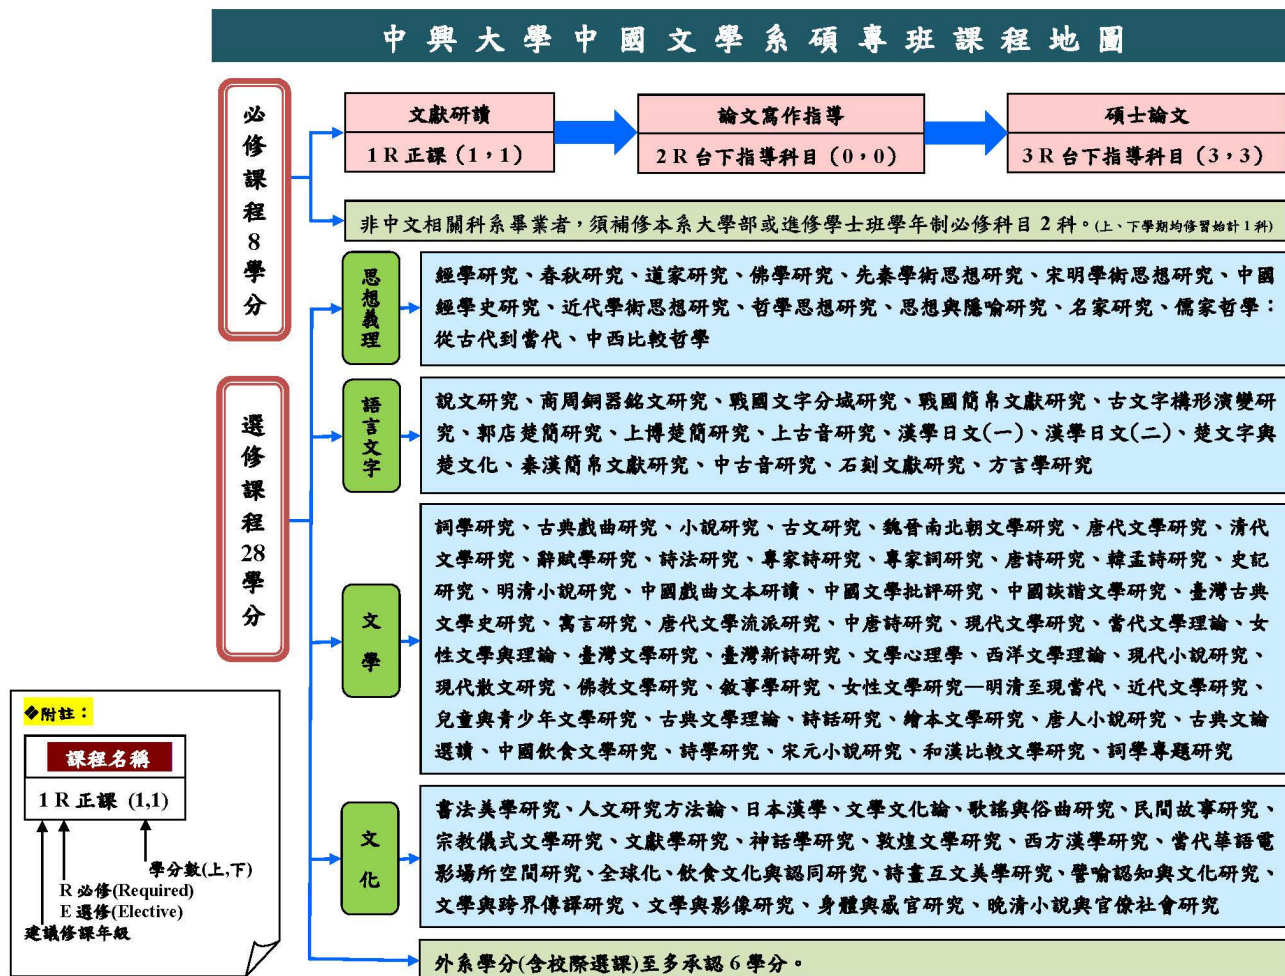 中興大學中國文學系碩專班課程地圖
必修課程8學分
文獻研讀
1 R 正課（1，1）
論文寫作指導
2 R 台下指導科目（0，0）
碩士論文
3 R 台下指導科目（3，3）
非中文相關科系畢業者，須補修本系大學部或進修學士班學年制必修科目 2 科。(上、下學期均修習始計 1 科)
選修課程28學分
思想義理
經學研究、春秋研究、道家研究、佛學研究、先秦學術思想研究、宋明學術思想研究、中國
經學史研究、近代學術思想研究、哲學思想研究、思想與隱喻研究、名家研究、儒家哲學：
從古代到當代、中西比較哲學
語言文字
說文研究、商周銅器銘文研究、戰國文字分域研究、戰國簡帛文獻研究、古文字構形演變研
究、郭店楚簡研究、上博楚簡研究、上古音研究、漢學日文(一)、漢學日文(二)、楚文字與
楚文化、秦漢簡帛文獻研究、中古音研究、石刻文獻研究、方言學研究
文學
詞學研究、古典戲曲研究、小說研究、古文研究、魏晉南北朝文學研究、唐代文學研究、清代
文學研究、辭賦學研究、詩法研究、專家詩研究、專家詞研究、唐詩研究、韓孟詩研究、史記
研究、明清小說研究、中國戲曲文本研讀、中國文學批評研究、中國詼諧文學研究、臺灣古典
文學史研究、寓言研究、唐代文學流派研究、中唐詩研究、現代文學研究、當代文學理論、女
性文學與理論、臺灣文學研究、臺灣新詩研究、文學心理學、西洋文學理論、現代小說研究、
現代散文研究、佛教文學研究、敘事學研究、女性文學研究—明清至現當代、近代文學研究、
兒童與青少年文學研究、古典文學理論、詩話研究、繪本文學研究、唐人小說研究、古典文論
選讀、中國飲食文學研究、詩學研究、宋元小說研究、和漢比較文學研究、詞學專題研究
文化
書法美學研究、人文研究方法論、日本漢學、文學文化論、歌謠與俗曲研究、民間故事研究、
宗教儀式文學研究、文獻學研究、神話學研究、敦煌文學研究、西方漢學研究、當代華語電
影場所空間研究、全球化、飲食文化與認同研究、詩畫互文美學研究、譬喻認知與文化研究、
文學與跨界傳譯研究、文學與影像研究、身體與感官研究、晚清小說與官僚社會研究
外系學分(含校際選課)至多承認 6 學分。
◆附註：
課程名稱
1 R 正課 (1,1)
學分數(上,下)
R 必修(Required)
E 選修(Elective)
建議修課年級